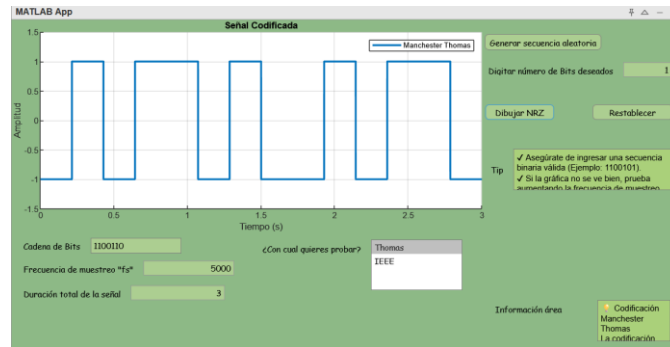 MATLAB App
Señal Codificada
Manchester Thomas
1.5
1
0.5
0
-0.5
-1
-1.5
Amplitud
0 0.5 1 1.5 2 2.5 3
Tiempo (s)
Generar secuencia aleatoria
Digitar número de Bits deseados 1
Dibujar NRZ Restablecer
Tip
✓ Asegúrate de ingresar una secuencia
binaria válida (Ejemplo: 1100101).
✓ Si la gráfica no se ve bien, prueba
aumentando la frecuencia de muestreo
Cadena de Bits 1100110
Frecuencia de muestreo "fs" 5000
Duración total de la señal 3
¿Con cual quieres probar?
Thomas
IEEE
Información área
💡 Codificación
Manchester
Thomas
La codificación